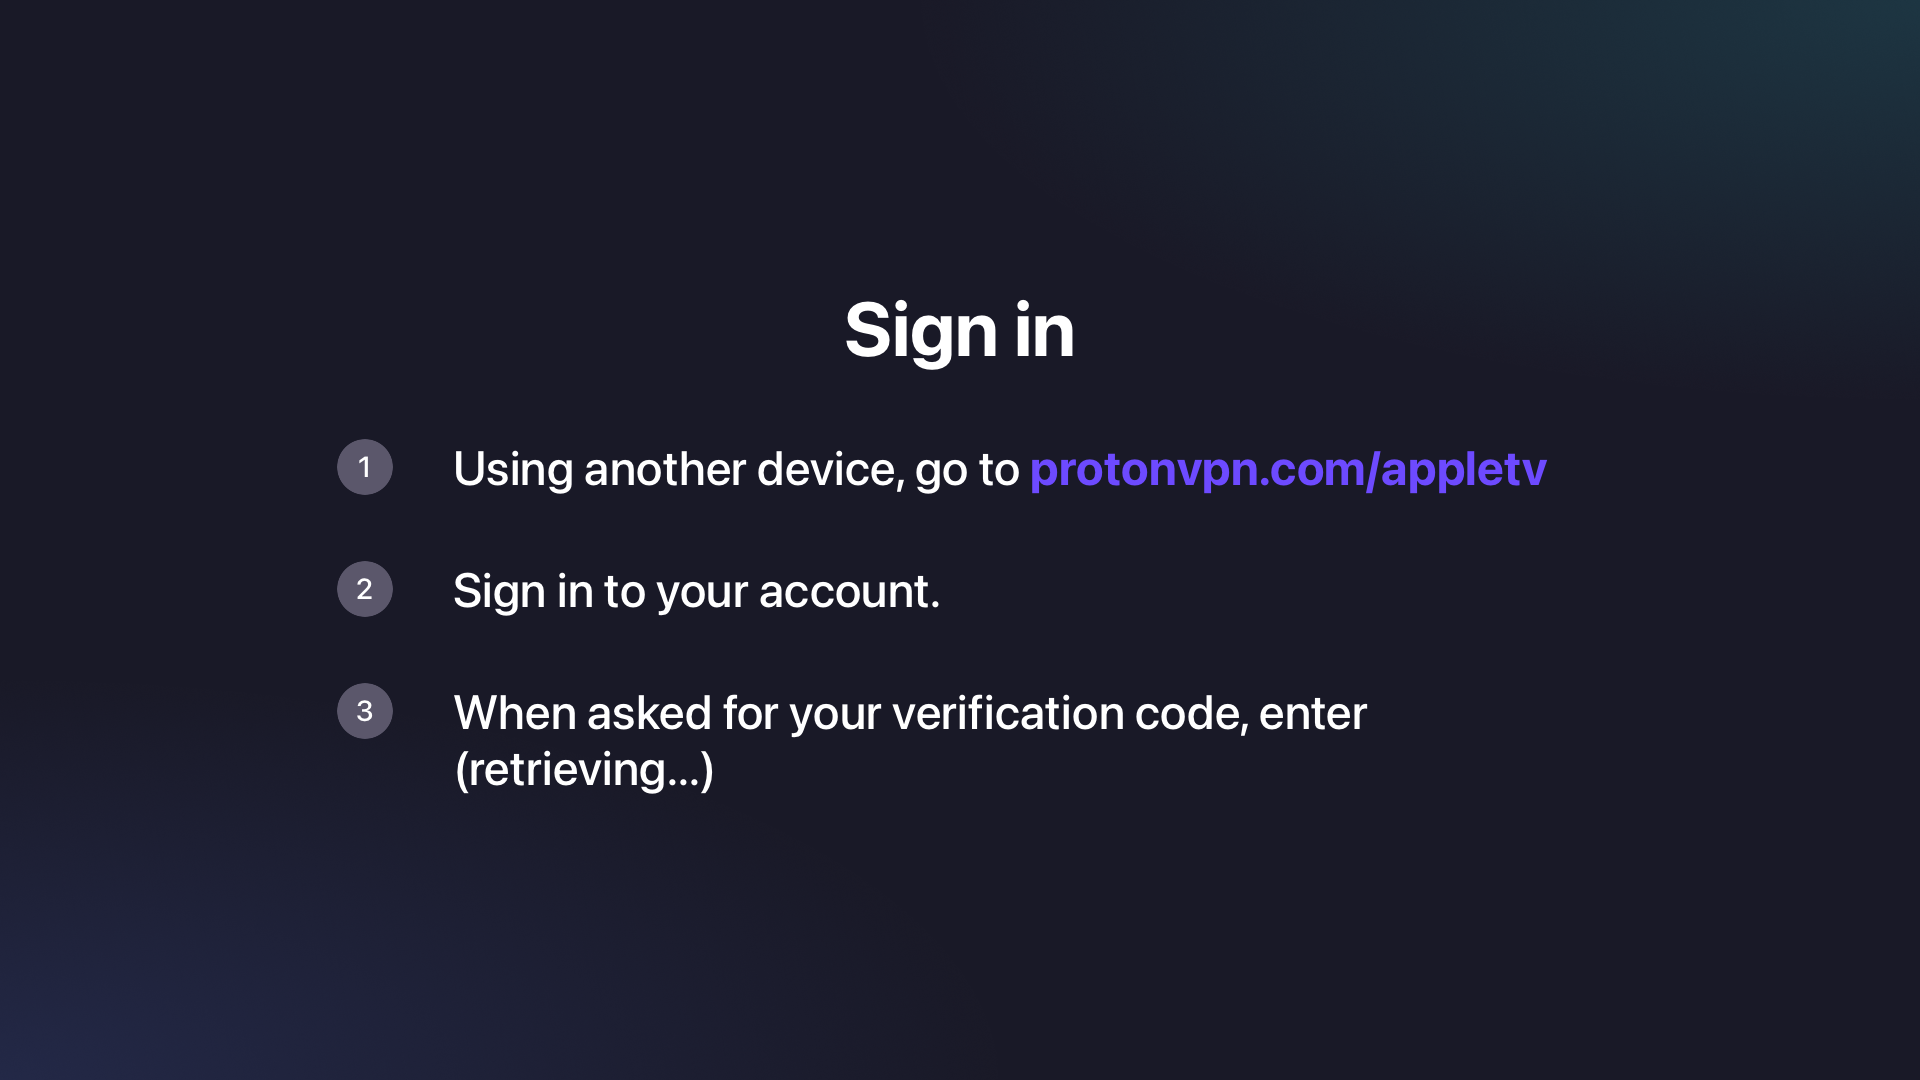 Sign in
1 Using another device, go to protonvpn.com/appletv
2 Sign in to your account.
3 When asked for your verification code, enter
(retrieving...)